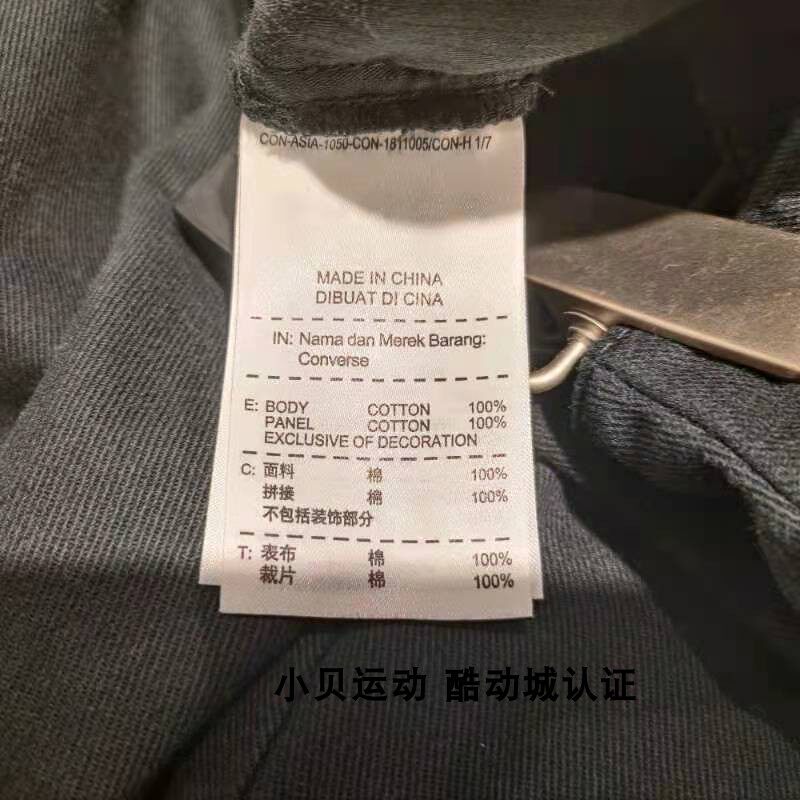 CON-ASIA-1050-CON-1811005/CON-H 1/7
MADE IN CHINA
DIBUAT DI CINA
IN: Nama dan Merek Barang:
Converse
E: BODY COTTON 100%
PANEL COTTON 100%
EXCLUSIVE OF DECORATION
C: 面料 棉 100%
拼接 棉 100%
不包括装饰部分
T: 表布 棉 100%
裁片 棉 100%
小贝运动 酷动城认证